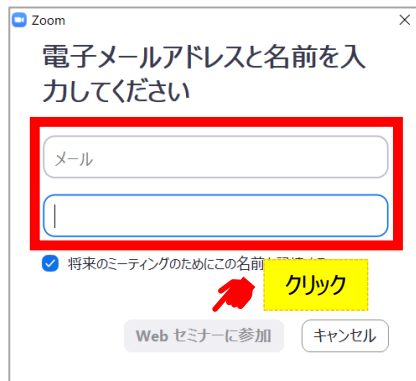 Zoom
電子メールアドレスと名前を入
力してください
メール
将来のミーティングのためにこの名前
クリック
Web セミナーに参加
キャンセル